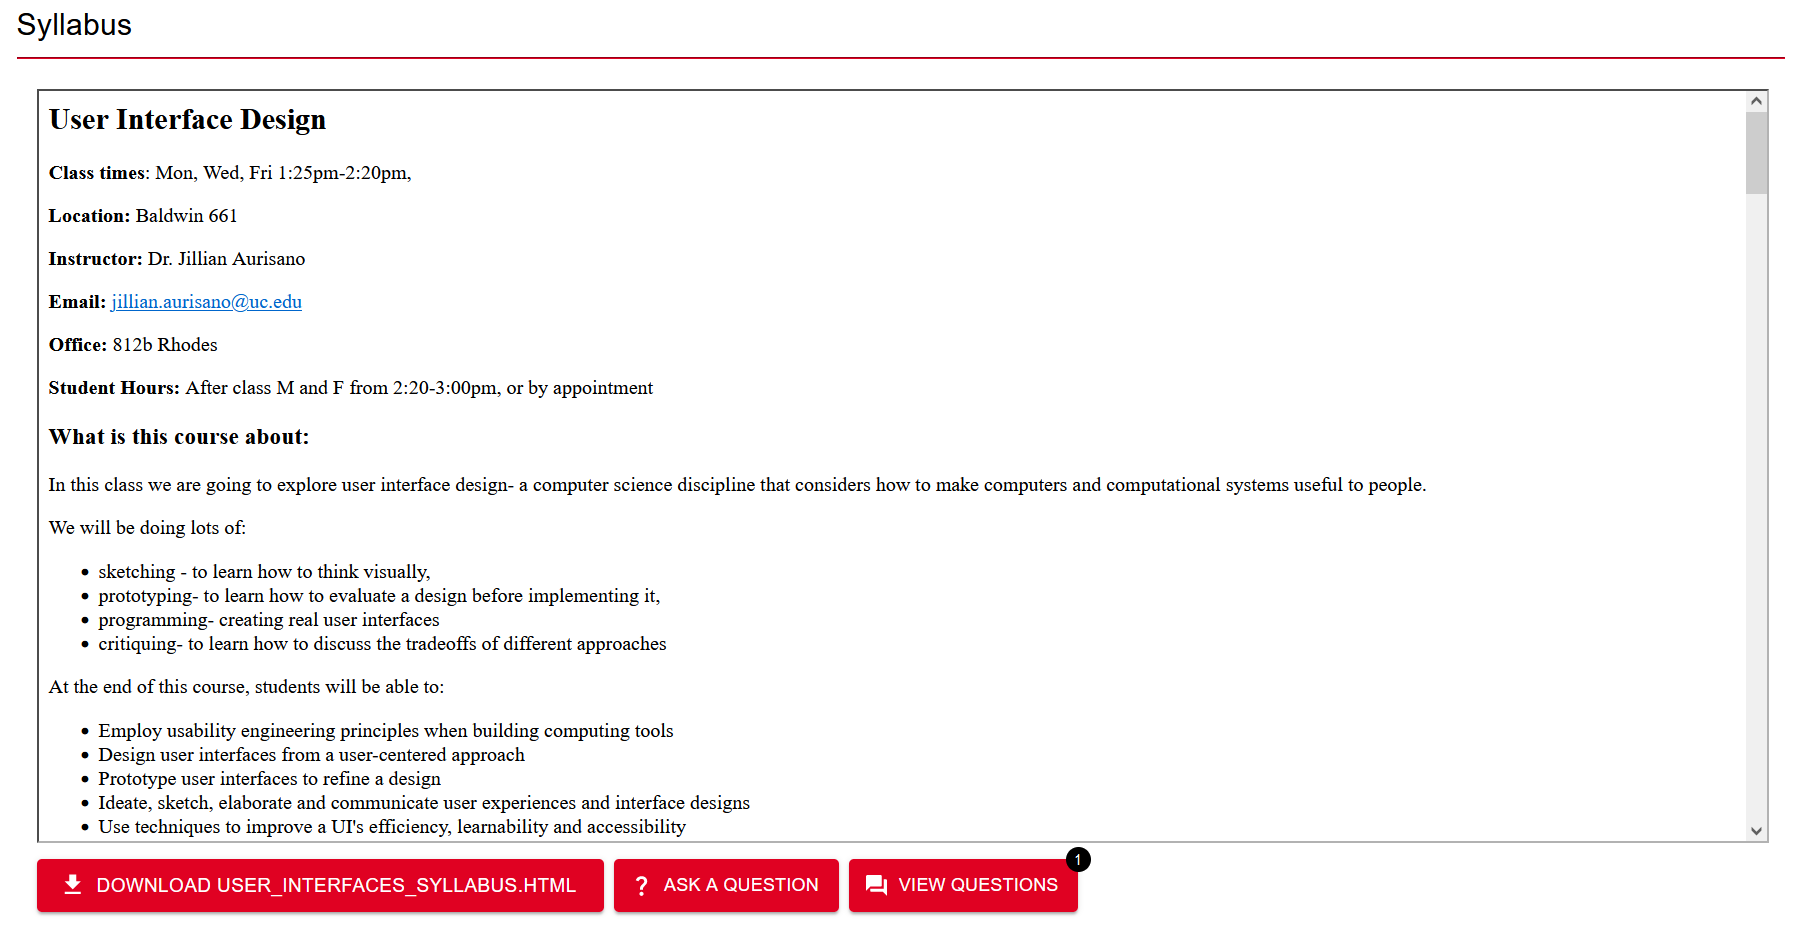 Syllabus
User Interface Design
Class times: Mon, Wed, Fri 1:25pm-2:20pm,
Location: Baldwin 661
Instructor: Dr. Jillian Aurisano
Email: jillian.aurisano@uc.edu
Office: 812b Rhodes
Student Hours: After class M and F from 2:20-3:00pm, or by appointment
What is this course about:
In this class we are going to explore user interface design- a computer science discipline that considers how to make computers and computational systems useful to people.
We will be doing lots of:
sketching - to learn how to think visually,
prototyping- to learn how to evaluate a design before implementing it,
programming- creating real user interfaces
critiquing- to learn how to discuss the tradeoffs of different approaches
At the end of this course, students will be able to:
Employ usability engineering principles when building computing tools
Design user interfaces from a user-centered approach
Prototype user interfaces to refine a design
Ideate, sketch, elaborate and communicate user experiences and interface designs
Use techniques to improve a UI's efficiency, learnability and accessibility
DOWNLOAD USER_INTERFACES_SYLLABUS.HTML
? ASK A QUESTION
VIEW QUESTIONS
1